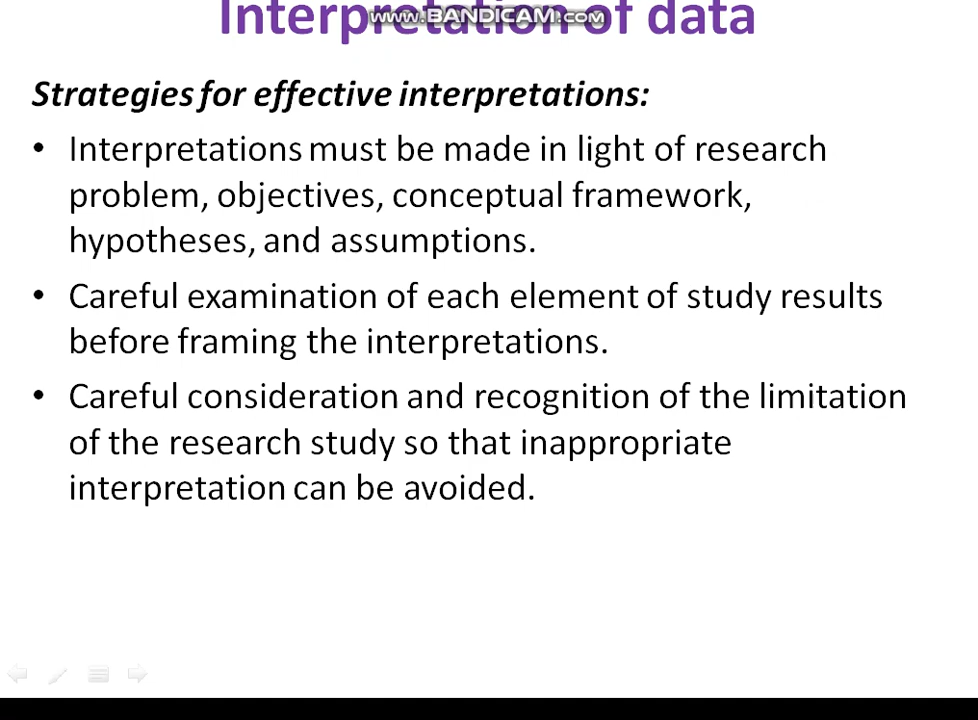 Interpretation of data
www.BANDICAM.com
Strategies for effective interpretations:
• Interpretations must be made in light of research
problem, objectives, conceptual framework,
hypotheses, and assumptions.
• Careful examination of each element of study results
before framing the interpretations.
• Careful consideration and recognition of the limitation
of the research study so that inappropriate
interpretation can be avoided.